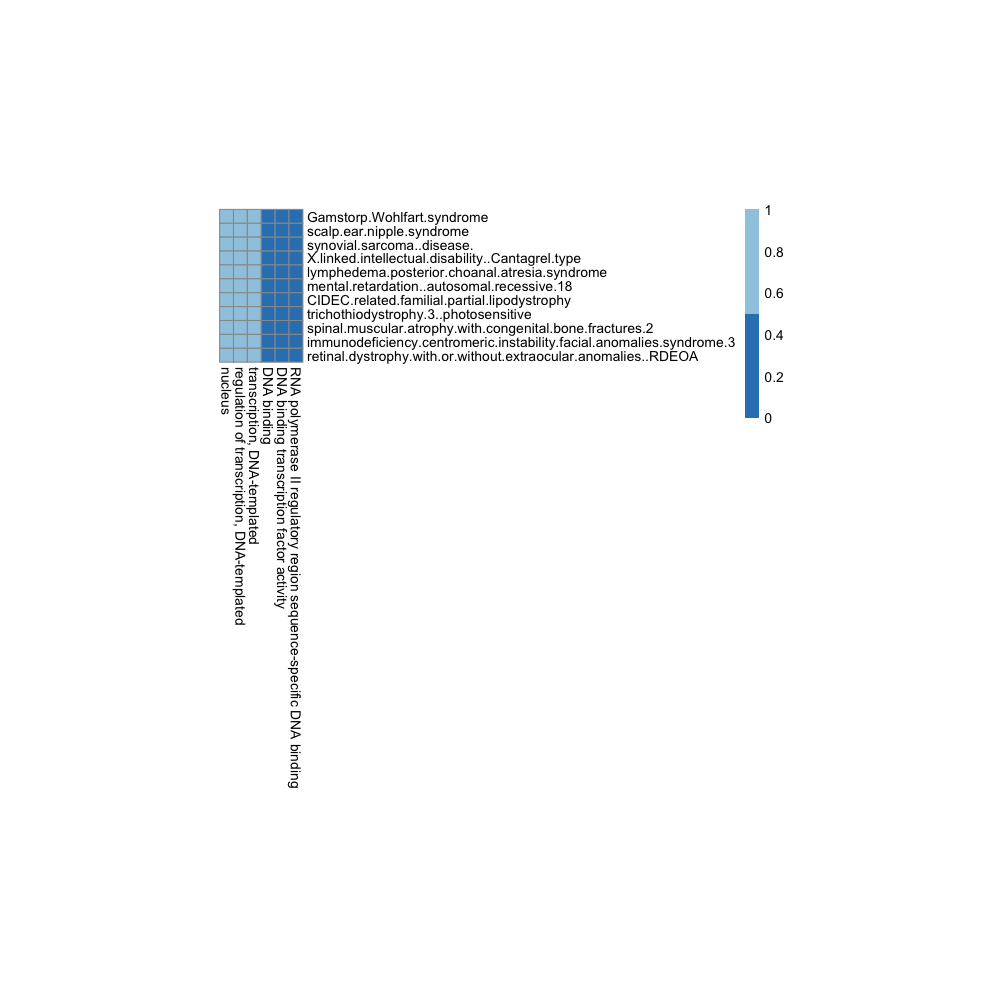 Gamstorp.Wohlfart.syndrome
scalp.ear.nipple.syndrome
synovial.sarcoma..disease.
X.linked.intellectual.disability..Cantagrel.type
lymphedema.posterior.choanal.atresia.syndrome
mental.retardation..autosomal.recessive.18
CIDEC.related.familial.partial.lipodystrophy
trichothiodystrophy.3..photosensitive
spinal.muscular.atrophy.with.congenital.bone.fractures.2
immunodeficiency.centromeric.instability.facial.anomalies.syndrome.3
retinal.dystrophy.with.or.without.extraocular.anomalies..RDEOA
1
0.8
0.6
0.4
0.2
0
nucleus
regulation of transcription, DNA-templated
transcription, DNA-templated
DNA binding
DNA binding transcription factor activity
RNA polymerase II regulatory region sequence-specific DNA binding